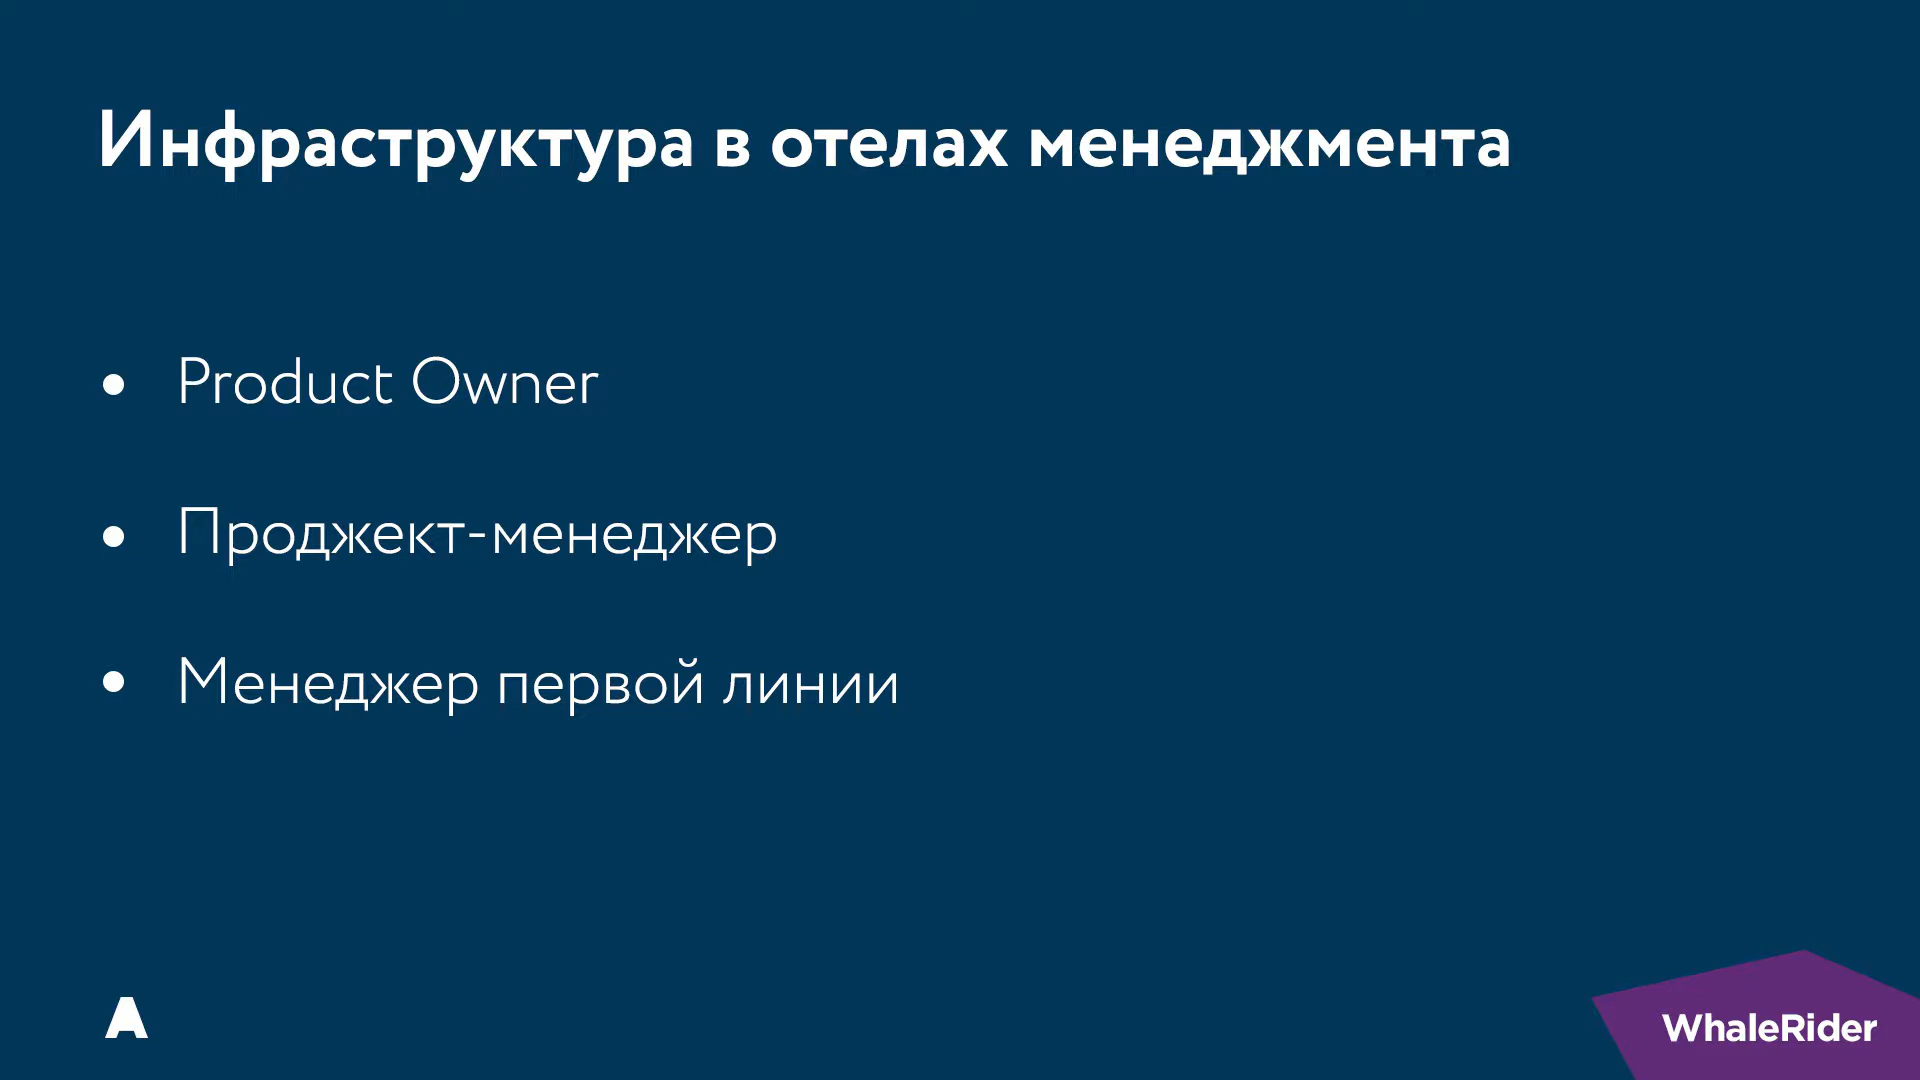 Инфраструктура в отелах менеджмента
• Product Owner
• Проджект-менеджер
• Менеджер первой линии
A
WhaleRider